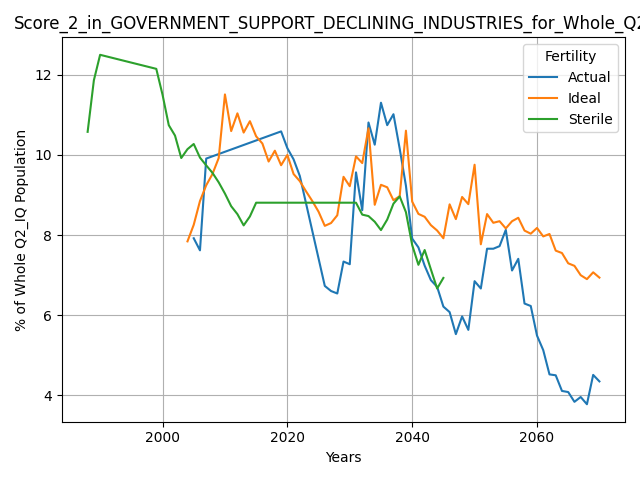 Score_2_in_GOVERNMENT_SUPPORT_DECLINING_INDUSTRIES_for_Whole_Q2
Fertility
Actual
Ideal
Sterile
% of Whole Q2_IQ Population
12
10
8
6
4
2000 2020 2040 2060
Years